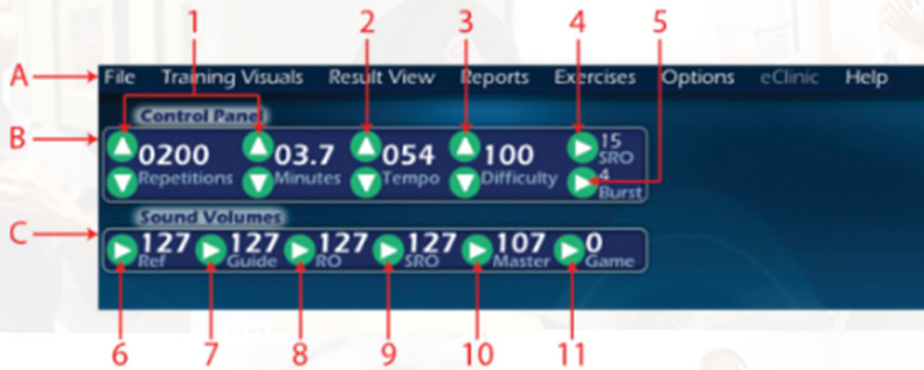 1 2 3 4 5
A File Training Visuals Result View Reports Exercises Options eClinic Help
Control Panel
B 0200 03.7 054 100 15
SRO
Repetitions Minutes Tempo Difficulty 4
Burst
Sound Volumes
C 127 127 127 127 107 0
Ref Guide RO SRO Master Game
6 7 8 9 10 11